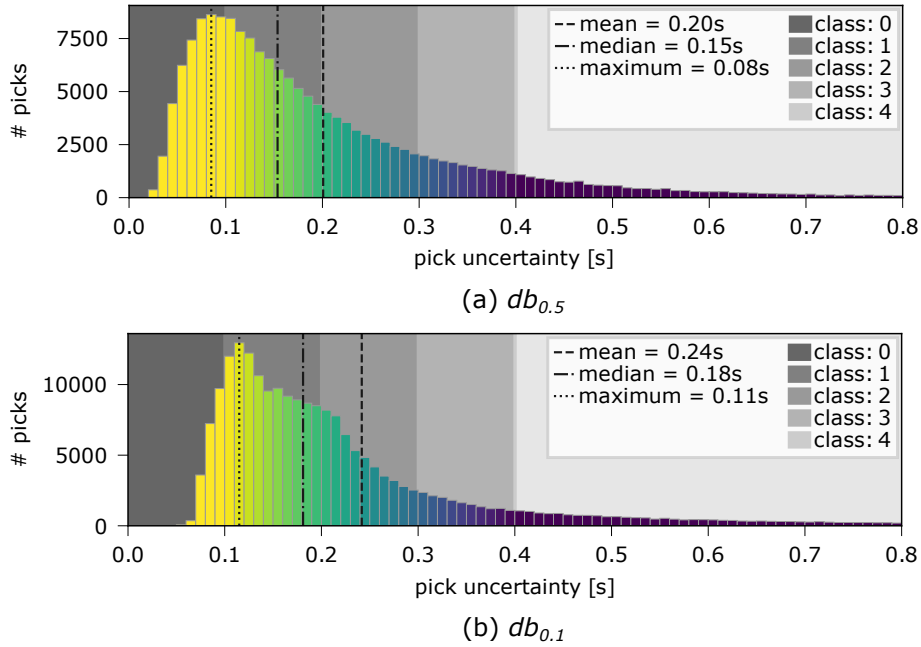 7500
5000
2500
0
# picks
mean = 0.20s
median = 0.15s
maximum = 0.08s
class: 0
class: 1
class: 2
class: 3
class: 4
0.0 0.1 0.2 0.3 0.4 0.5 0.6 0.7 0.8
pick uncertainty [s]
(a) db0.5
10000
5000
0
# picks
mean = 0.24s
median = 0.18s
maximum = 0.11s
class: 0
class: 1
class: 2
class: 3
class: 4
0.0 0.1 0.2 0.3 0.4 0.5 0.6 0.7 0.8
pick uncertainty [s]
(b) db0.1